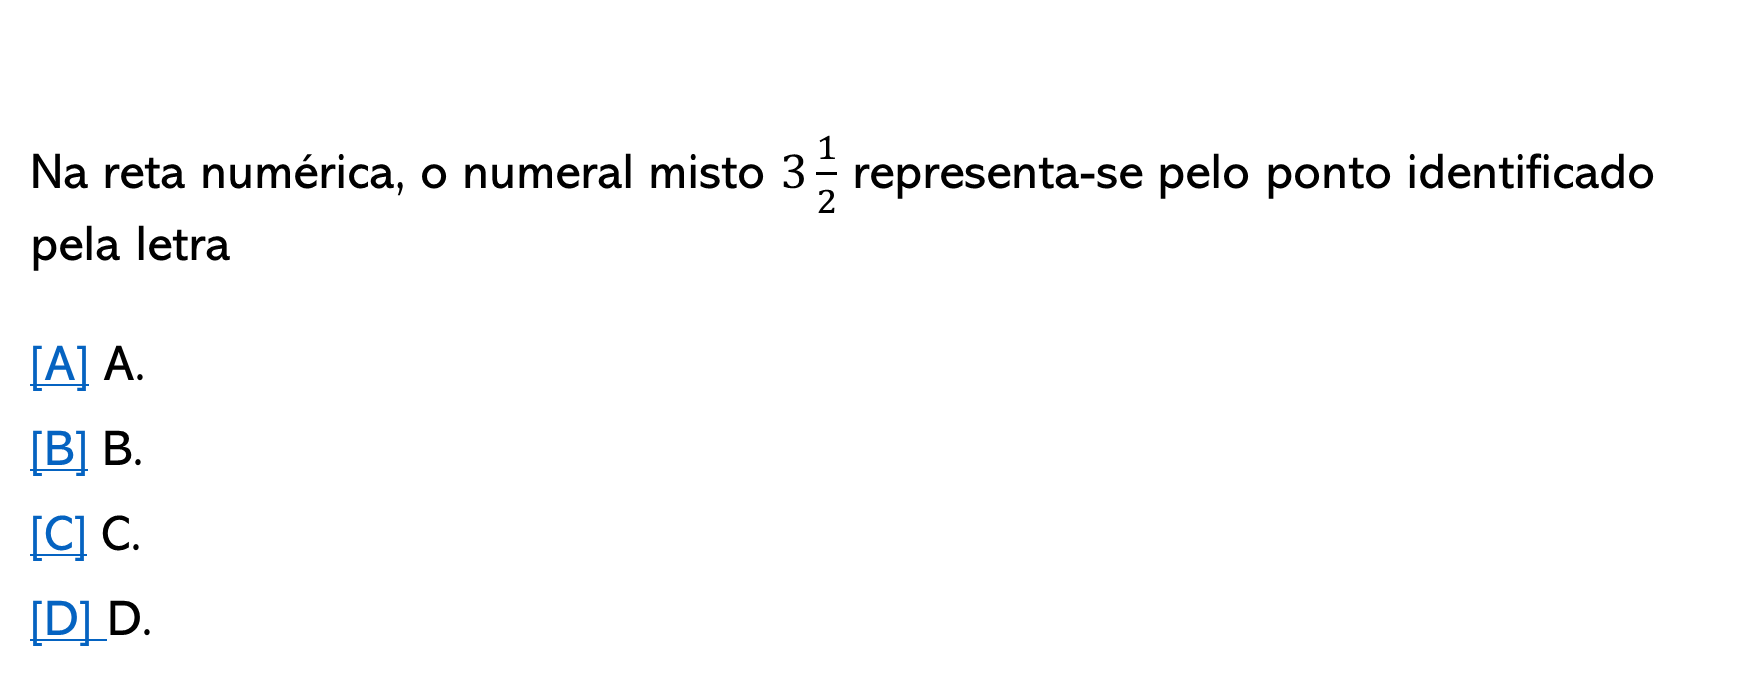 Na reta numérica, o numeral misto 3 1/2 representa-se pelo ponto identificado
pela letra
[A] A.
[B] B.
[C] C.
[D] D.